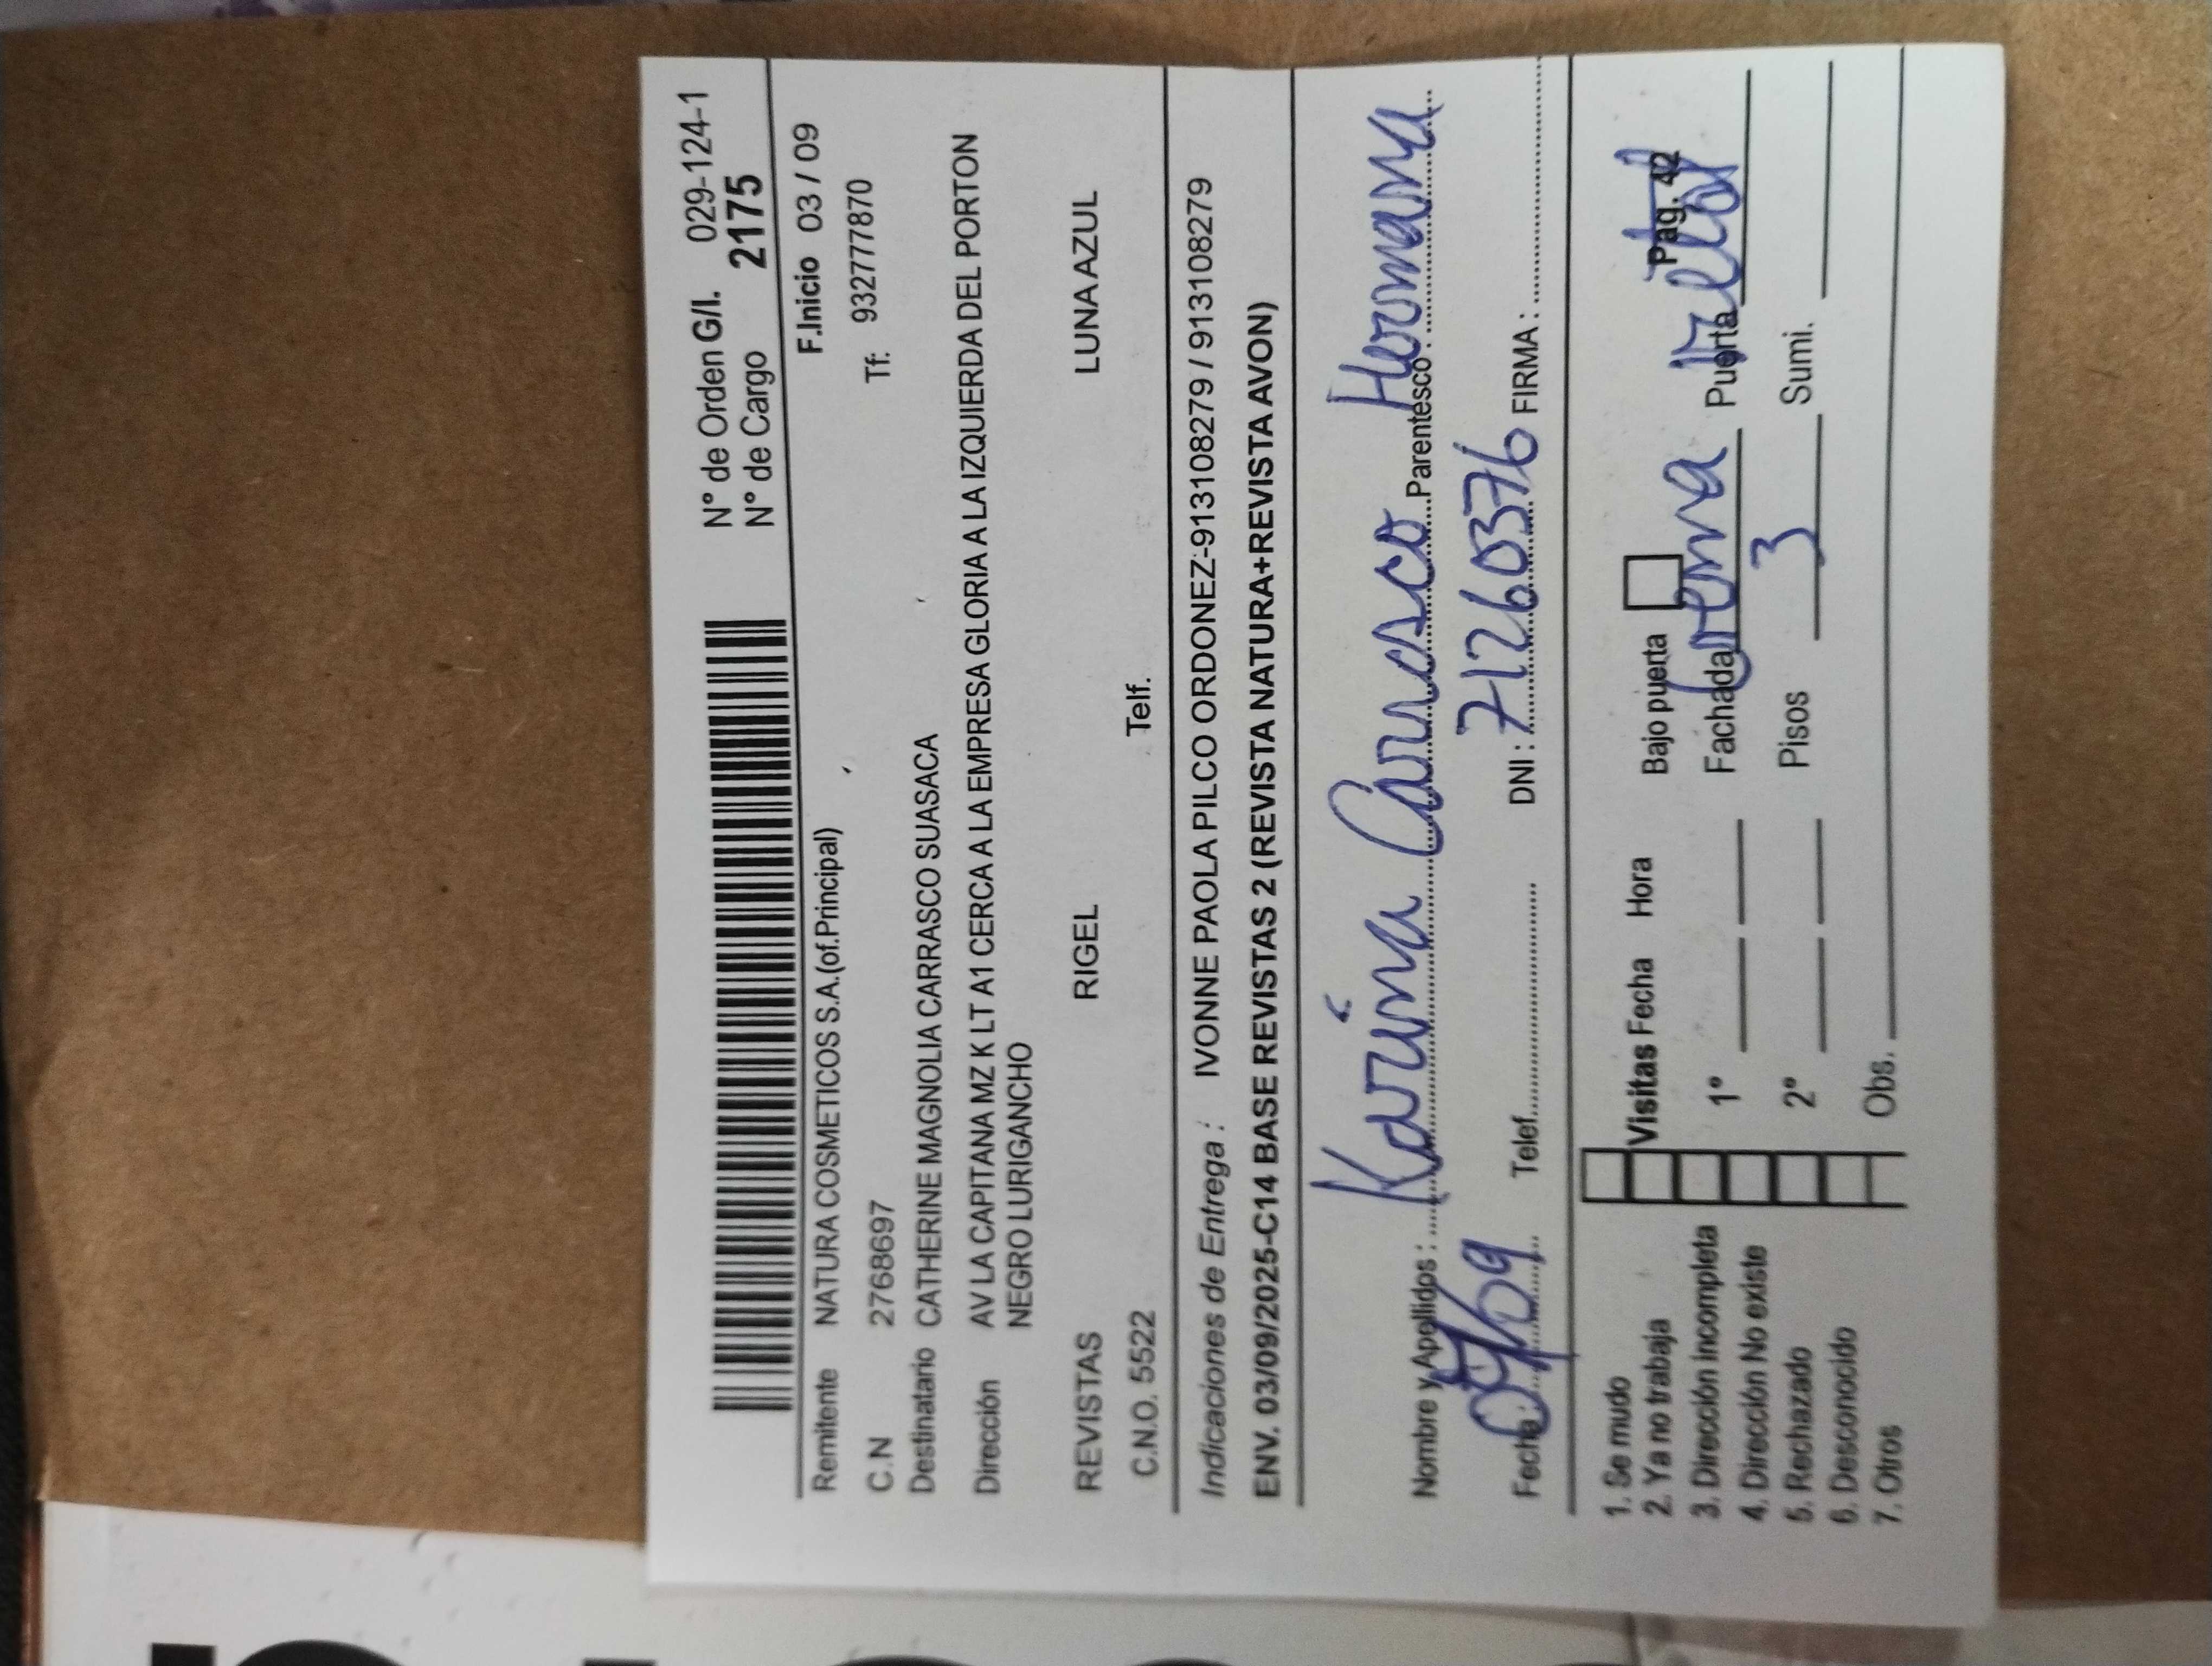 N° de Orden G/I. 029-124-1
N° de Cargo 2175
F.Inicio 03 / 09
Remitente NATURA COSMETICOS S.A.(of.Principal)
C.N 2768697 Tf: 932777870
Destinatario CATHERINE MAGNOLIA CARRASCO SUASACA
Dirección AV LA CAPITANA MZ K LT A1 CERCA A LA EMPRESA GLORIA A LA IZQUIERDA DEL PORTON
NEGRO LURIGANCHO
REVISTAS RIGEL LUNA AZUL
C.N.O. 5522 Telf.
Indicaciones de Entrega : IVONNE PAOLA PILCO ORDONEZ-913108279 / 913108279
ENV. 03/09/2025-C14 BASE REVISTAS 2 (REVISTA NATURA+REVISTA AVON)
Nombre y Apellidos : Karina Carrasco Parentesco : Hermana
Fecha : /09 Telef. DNI : 71260376 FIRMA :
1. Se mudo
2. Ya no trabaja
3. Dirección incompleta
4. Dirección No existe
5. Rechazado
6. Desconocido
7. Otros
Visitas Fecha Hora Bajo puerta Pag. 42
1º Fachada Puerta
2º Pisos 3 Sumi.
Obs.